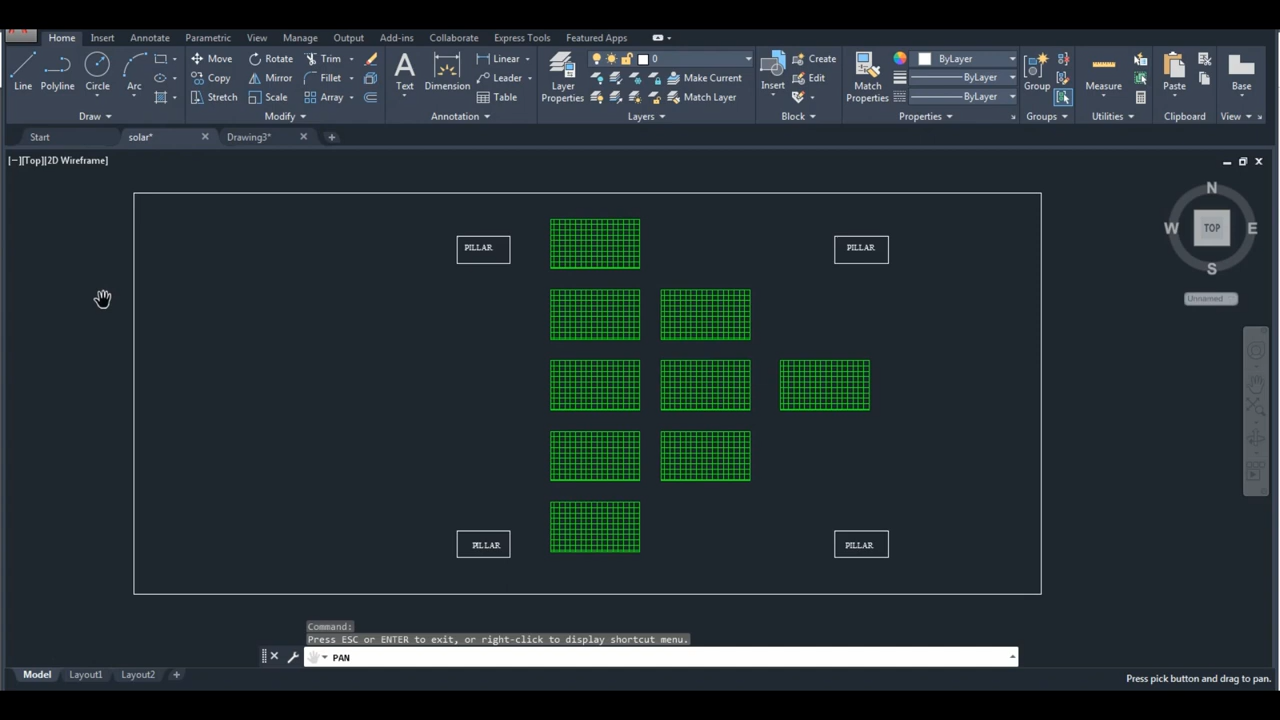 Home Insert Annotate Parametric View Manage Output Add-ins Collaborate Express Tools Featured Apps
Line Polyline Circle Arc
Move Rotate Trim
Copy Mirror Fillet
Stretch Scale Array
Text Dimension
Linear
Leader
Table
Layer Properties
0
Make Current
Match Layer
Insert
Create
Edit
Match Properties
ByLayer
ByLayer
ByLayer
Group
Measure
Paste
Base
Draw Modify Annotation Layers Block Properties Groups Utilities Clipboard View
Start solar* Drawing3*
[−][Top][2D Wireframe]
N
W TOP E
S
Unnamed
PILLAR PILLAR
PILLAR PILLAR
Command:
Press ESC or ENTER to exit, or right-click to display shortcut menu.
PAN
Model Layout1 Layout2
Press pick button and drag to pan.